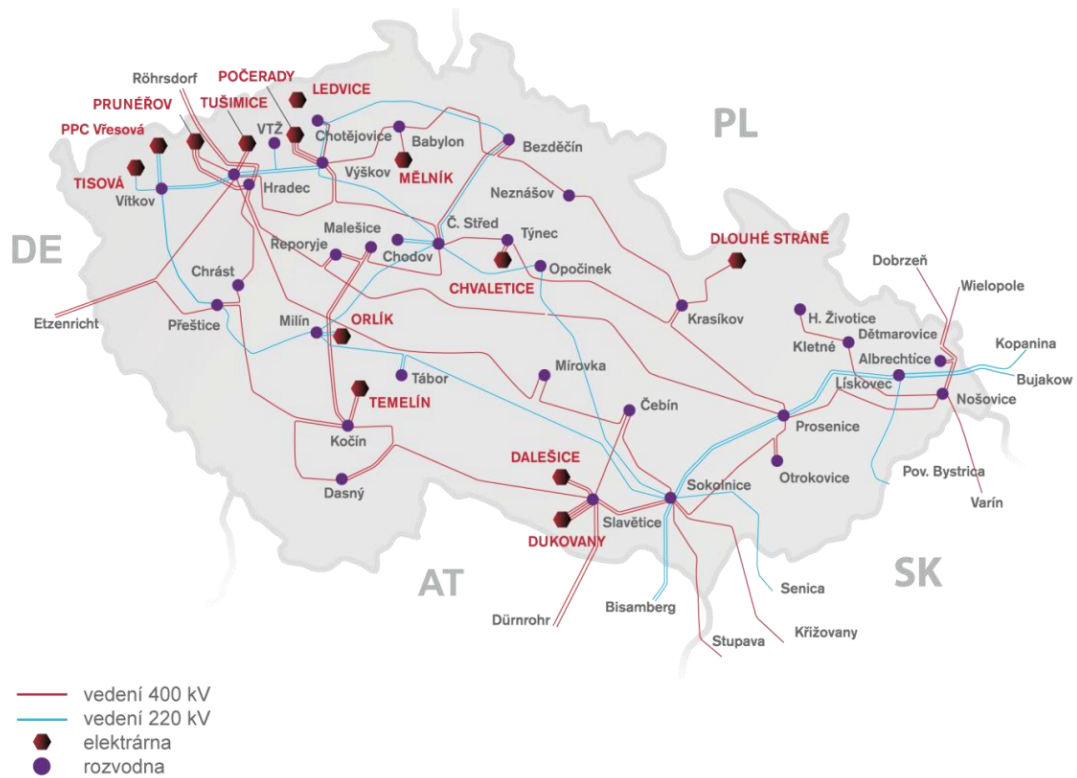 Röhrsdorf
POČERADY
LEDVICE
PRUNÉŘOV
TUŠIMICE
PPC Vřesová
VTŽ
Chotějovice
Babylon
Bezděčín
PL
TISOVÁ
Výškov
MĚLNÍK
Vítkov
Hradec
Neznášov
DE
Malešice
Č. Střed
Týnec
Řeporyje
Chodov
DLOUHÉ STRÁNĚ
Chrást
CHVALETICE
Opočinek
Dobrzeň
Wielopole
Etzenricht
Přeštice
Milín
ORLÍK
Krasíkov
H. Životice
Dětmarovice
Kopanina
Kletné
Albrechtice
Tábor
Mírovka
Lískovec
Bujakow
TEMELÍN
Čebín
Nošovice
Kočín
Prosenice
DALEŠICE
Otrokovice
Dasný
Sokolnice
Pov. Bystrica
Slavětice
Varín
DUKOVANY
AT
SK
Senica
Bisamberg
Dürnrohr
Stupava
Křižovany
vedení 400 kV
vedení 220 kV
elektrárna
rozvodna